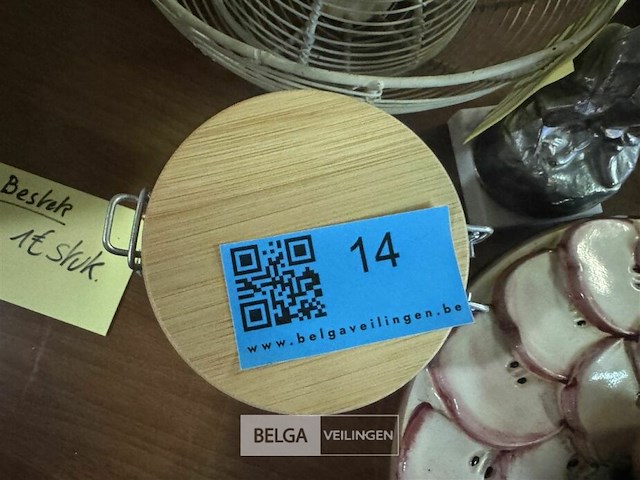 Bestek
1€ stuk.
14
www.belgaveilingen.be
BELGA VEILINGEN